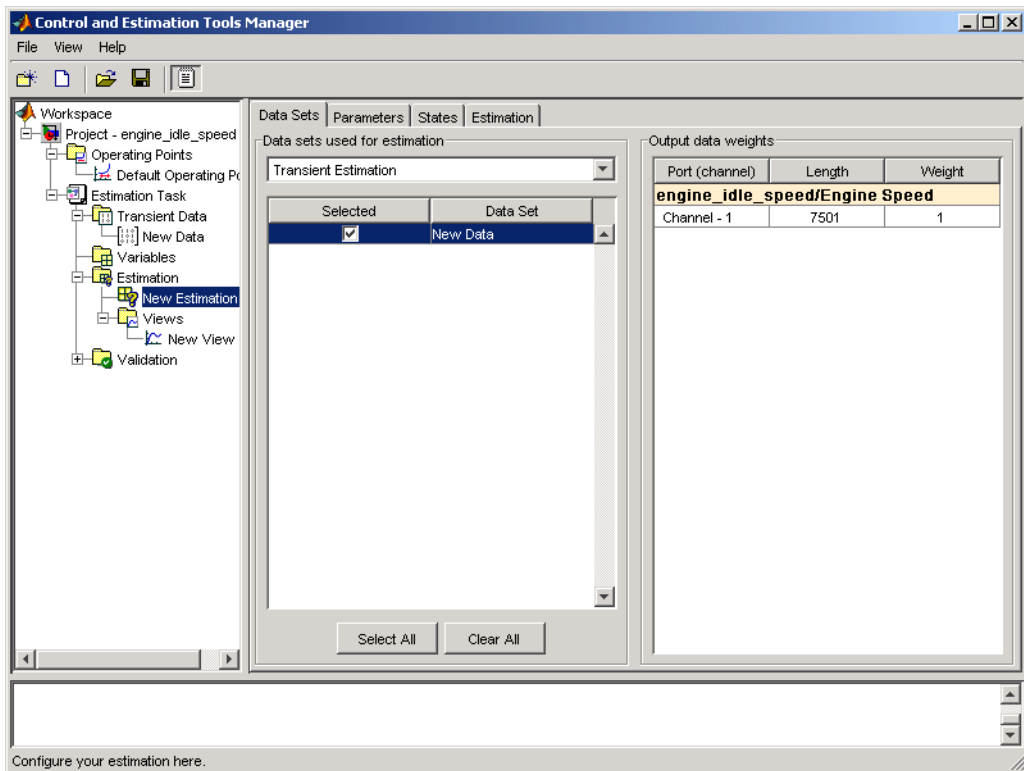 Control and Estimation Tools Manager
File View Help
Workspace
Project - engine_idle_speed
Operating Points
Default Operating Po
Estimation Task
Transient Data
New Data
Variables
Estimation
New Estimation
Views
New View
Validation
Data Sets Parameters States Estimation
Data sets used for estimation
Transient Estimation
Selected Data Set
New Data
Select All Clear All
Output data weights
Port (channel) Length Weight
engine_idle_speed/Engine Speed
Channel - 1 7501 1
Configure your estimation here.